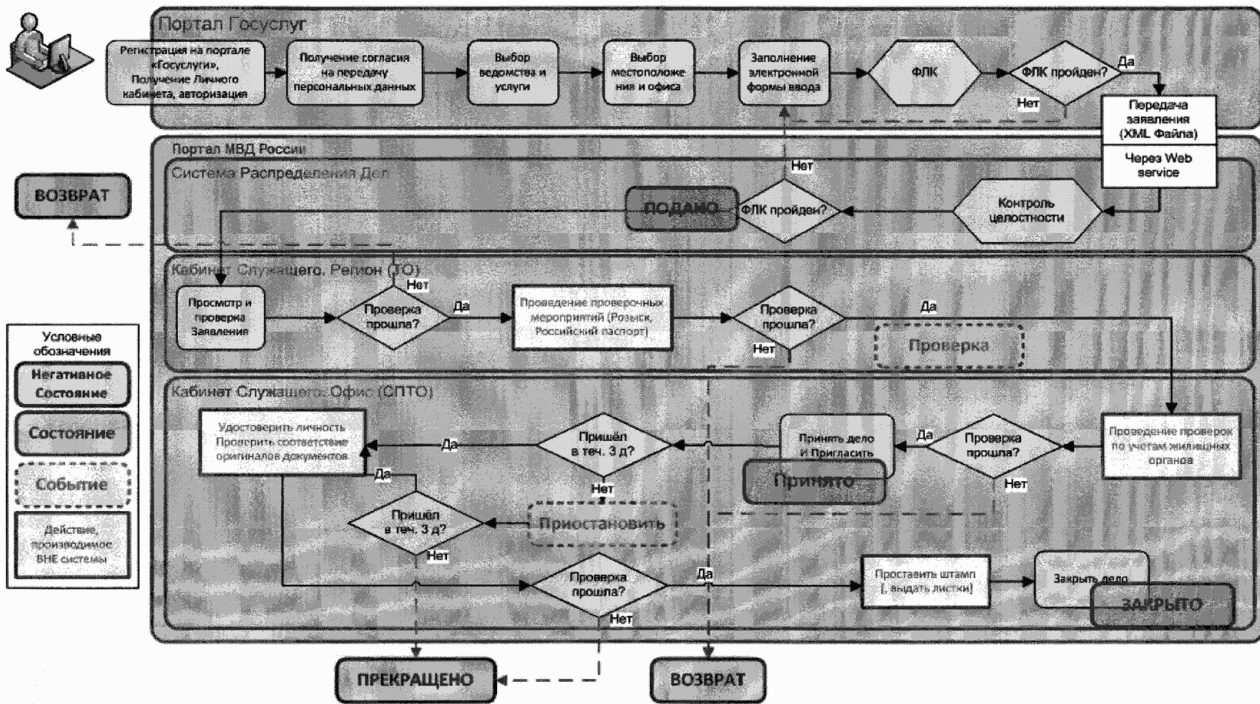 Портал Госуслуг
Регистрация на портале
«Госуслуги»,
Получение Личного
кабинета, авторизация
Получение согласия
на передачу
персональных данных
Выбор
ведомства и
услуги
Выбор
местоположе
ния и офиса
Заполнение
электронной
формы ввода
ФЛК
ФЛК пройден?
Да
Нет
Передача
заявления
(XML Файла)
Через Web
service
Портал МВД России
Система Распределения Дел
ВОЗВРАТ
Нет
ПОДАНО
ФЛК пройден?
Контроль
целостности
Кабинет Служащего. Регион (ТО)
Просмотр и
проверка
Заявления
Нет
Проверка
прошла?
Да
Проведение проверочных
мероприятий (Розыск,
Российский паспорт)
Проверка
прошла?
Нет
Да
Проверка
Условные
обозначения
Негативное
Состояние
Состояние
Событие
Действие,
производимое
ВНЕ системы
Кабинет Служащего. Офис (СПТО)
Удостоверить личность
Проверить соответствие
оригиналов документов
Да
Да
Пришёл
в теч. 3 д?
Нет
Принять дело
И Пригласить
Принято
Да
Проверка
прошла?
Нет
Проведение проверок
по учетам жилищных
органов
Пришёл
в теч. 3 д?
Нет
Приостановить
Проверка
прошла?
Да
Нет
Проставить штамп
[, выдать листки]
Закрыть дело
ЗАКРЫТО
ПРЕКРАЩЕНО
ВОЗВРАТ